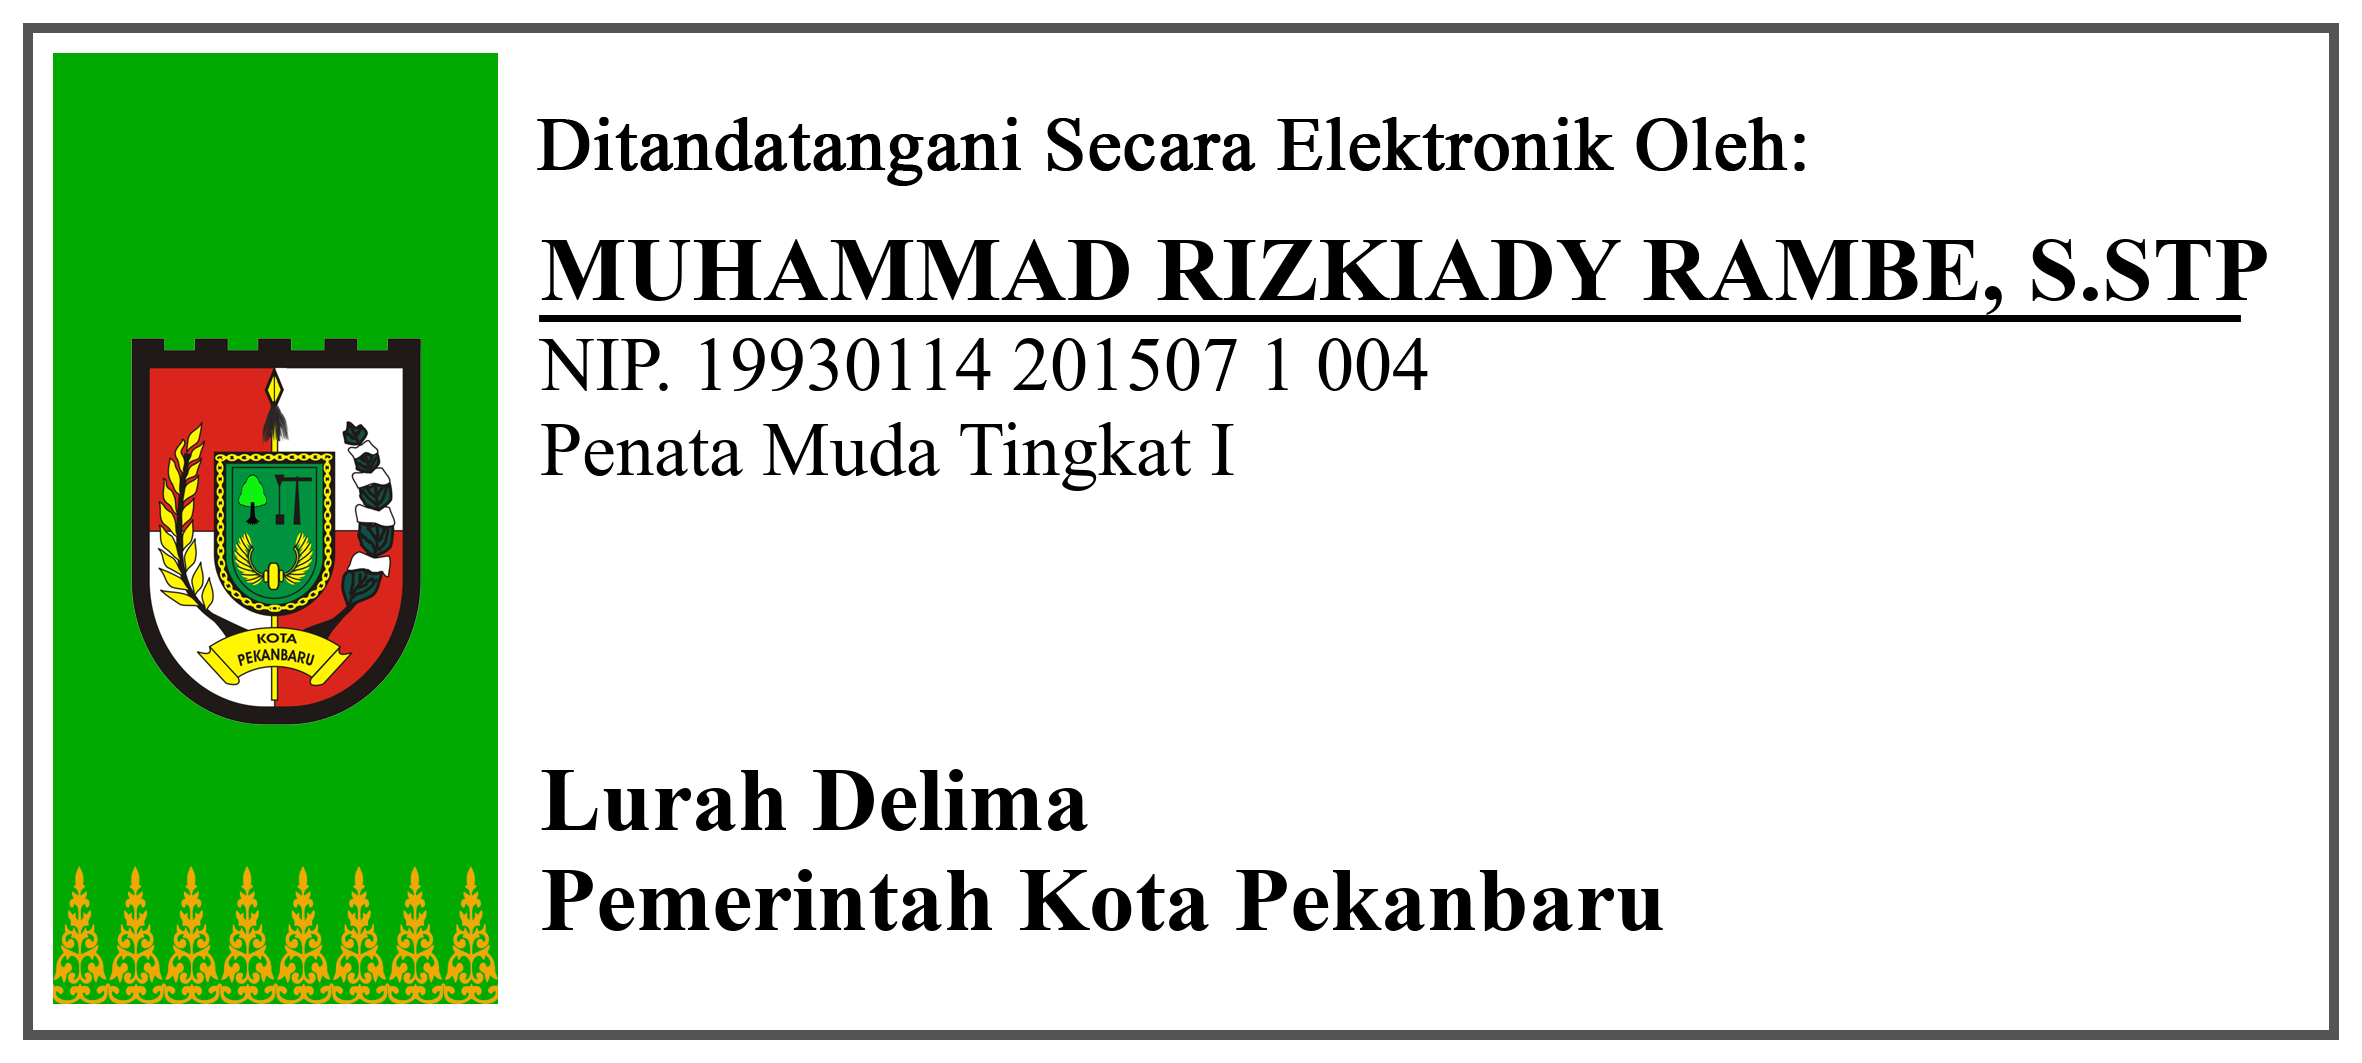 Ditandatangani Secara Elektronik Oleh:
MUHAMMAD RIZKIADY RAMBE, S.STP
NIP. 19930114 201507 1 004
Penata Muda Tingkat I
KOTA
PEKANBARU
Lurah Delima
Pemerintah Kota Pekanbaru